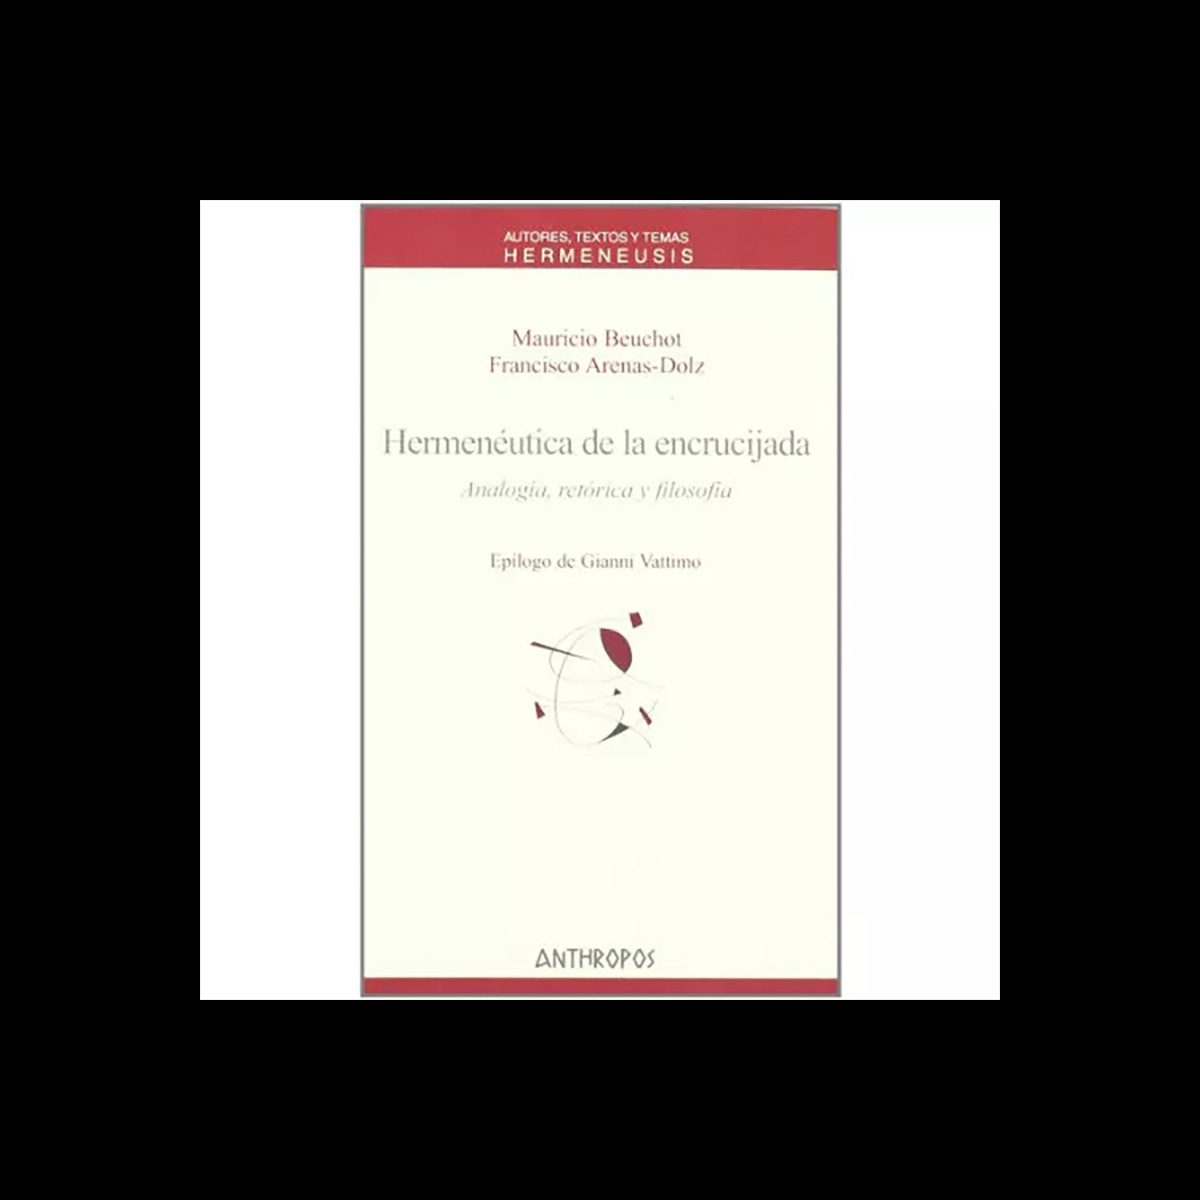 AUTORES, TEXTOS Y TEMAS
HERMENEUSIS
Mauricio Beuchot
Francisco Arenas-Dolz
Hermenéutica de la encrucijada
Analogía, retórica y filosofía
Epílogo de Gianni Vattimo
ANTHROPOS